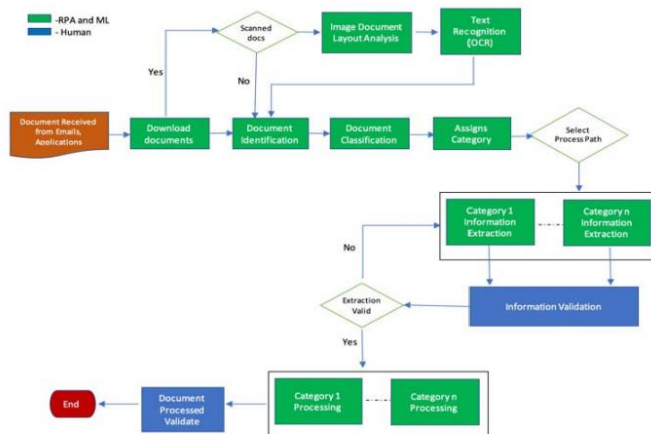 -RPA and ML
- Human
Scanned
docs
Image Document
Layout Analysis
Text
Recognition
(OCR)
Yes
No
Document Received
from Emails,
Applications
Download
documents
Document
Identification
Document
Classification
Assigns
Category
Select
Process Path
Category 1
Information
Extraction
Category n
Information
Extraction
No
Extraction
Valid
Information Validation
Yes
End
Document
Processed
Validate
Category 1
Processing
Category n
Processing